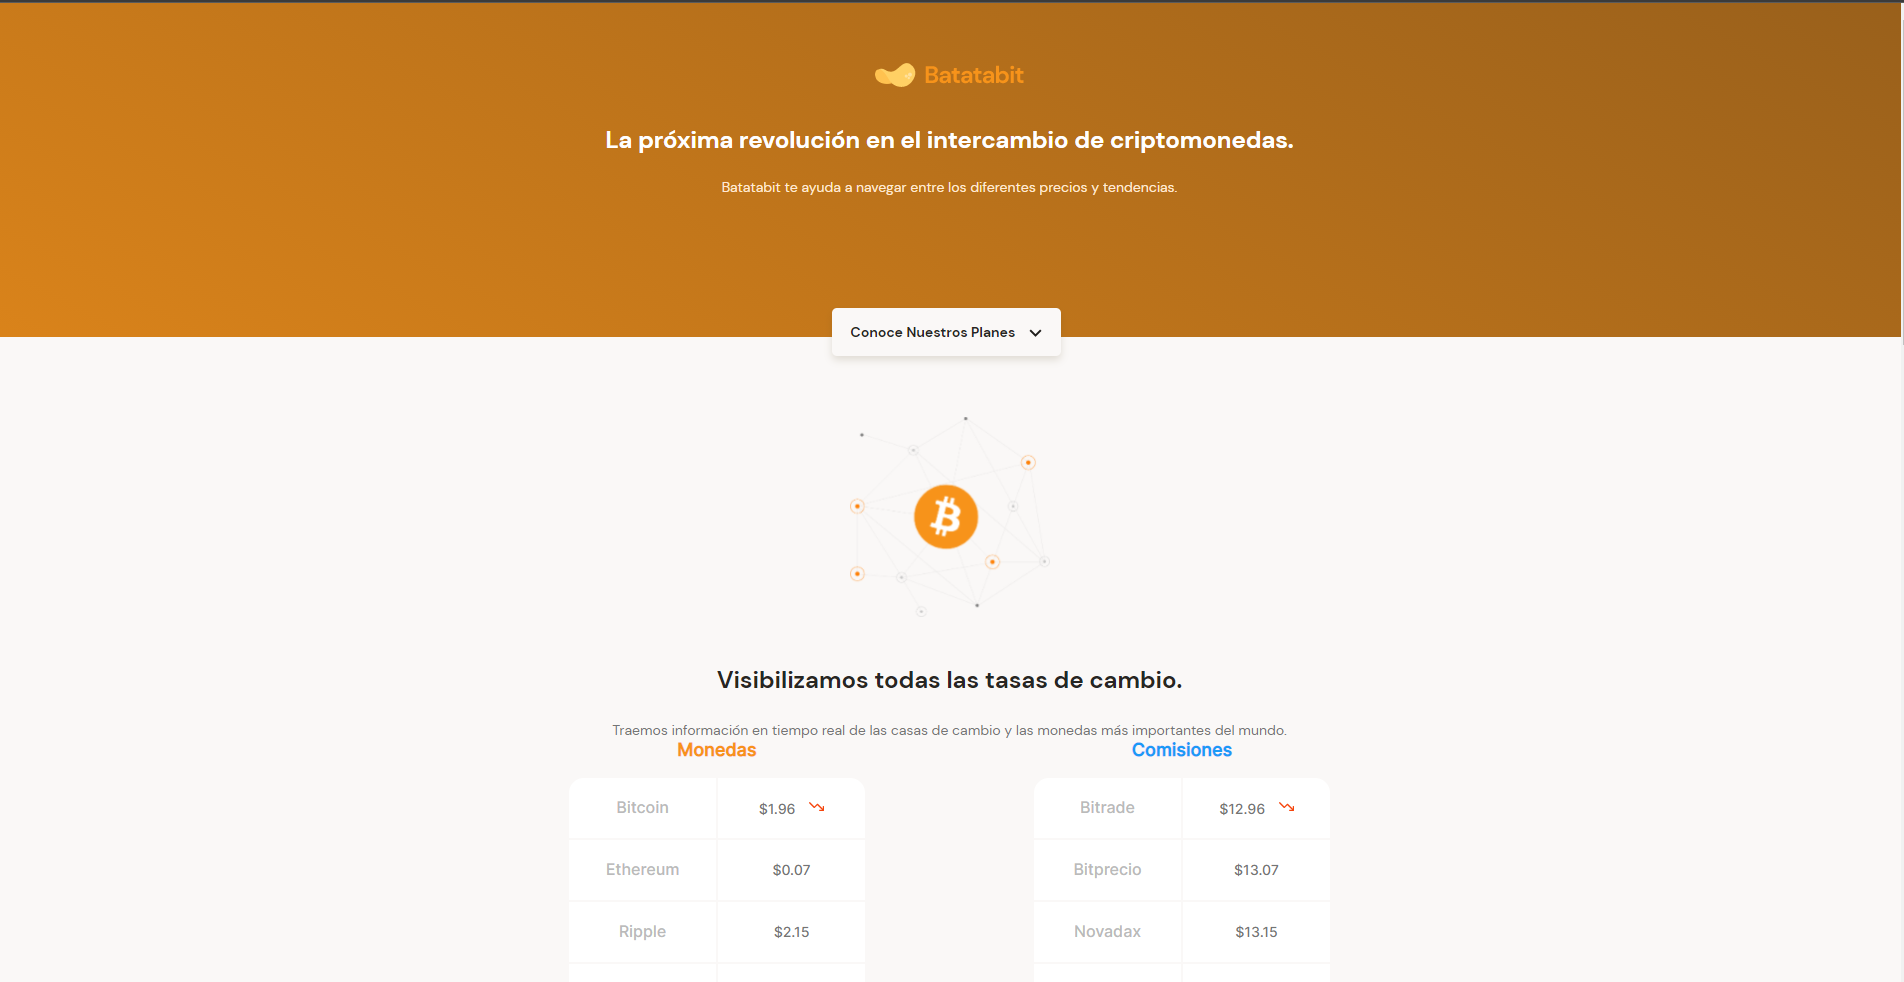 Batatabit
La próxima revolución en el intercambio de criptomonedas.
Batatabit te ayuda a navegar entre los diferentes precios y tendencias.
Conoce Nuestros Planes
Visibilizamos todas las tasas de cambio.
Traemos información en tiempo real de las casas de cambio y las monedas más importantes del mundo.
Monedas
Bitcoin $1.96
Ethereum $0.07
Ripple $2.15
Comisiones
Bitrade $12.96
Bitprecio $13.07
Novadax $13.15